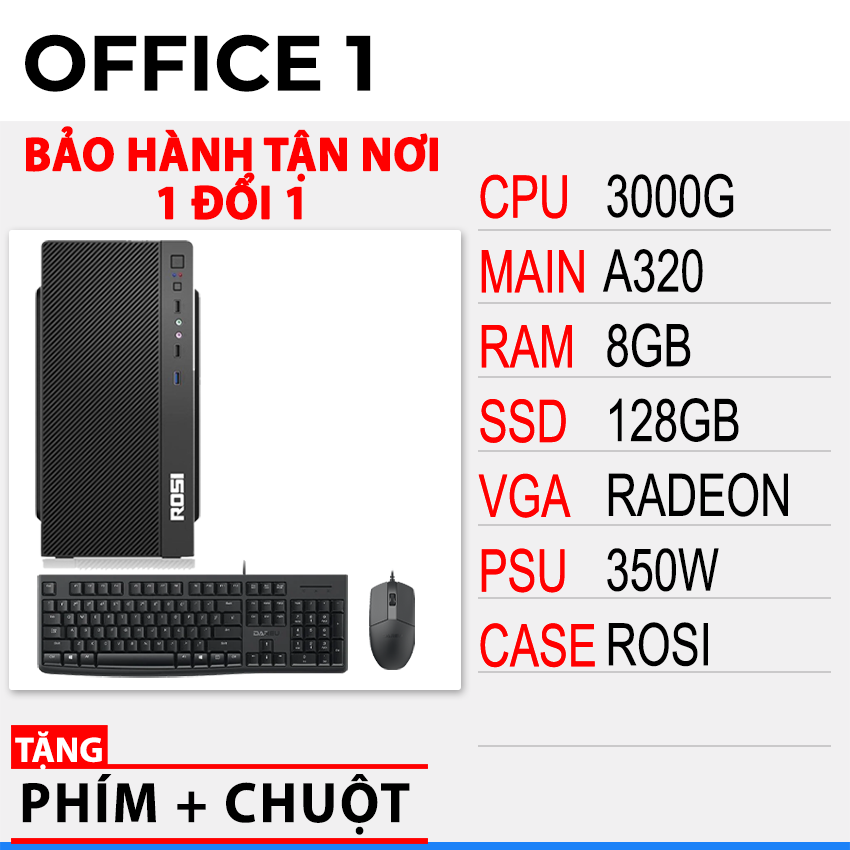 OFFICE 1
BẢO HÀNH TẬN NƠI
1 ĐỔI 1
CPU 3000G
MAIN A320
RAM 8GB
SSD 128GB
VGA RADEON
PSU 350W
CASE ROSI
ROSI
TẶNG
PHÍM + CHUỘT